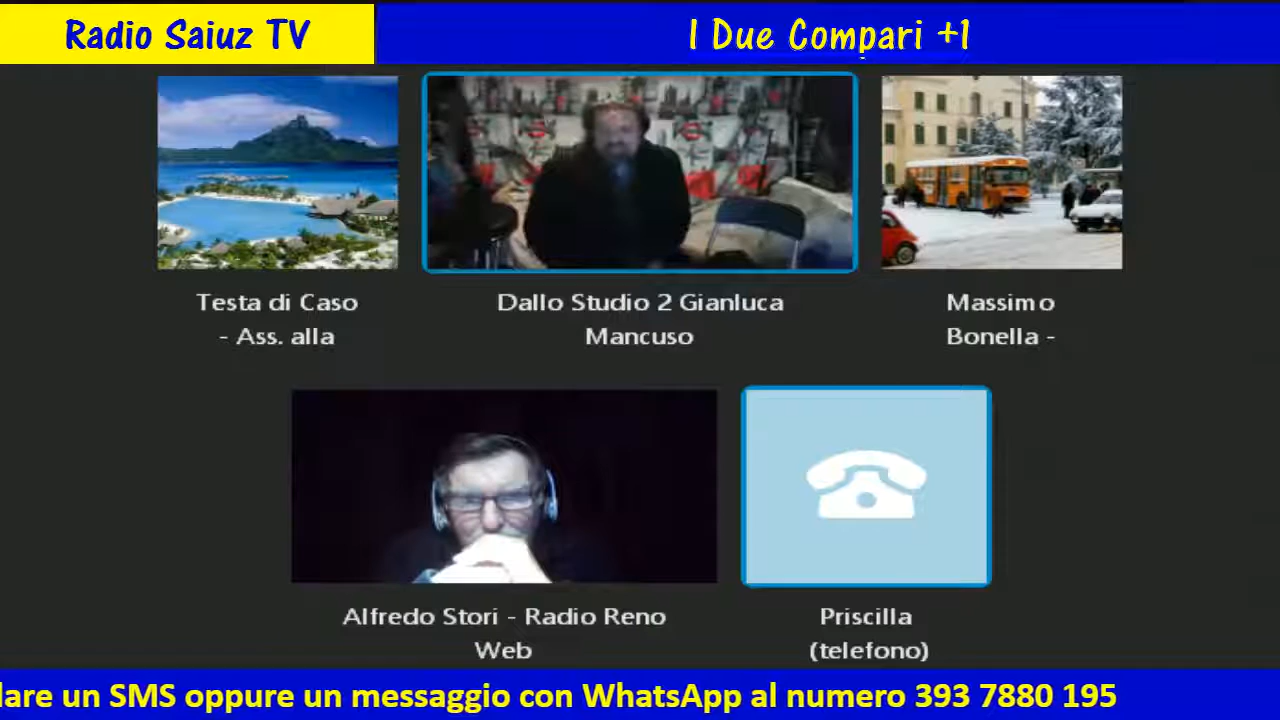 Radio Saiuz TV
I Due Compari +1
Testa di Caso
- Ass. alla
Dallo Studio 2 Gianluca
Mancuso
Massimo
Bonella -
Alfredo Stori - Radio Reno
Web
Priscilla
(telefono)
dare un SMS oppure un messaggio con WhatsApp al numero 393 7880 195